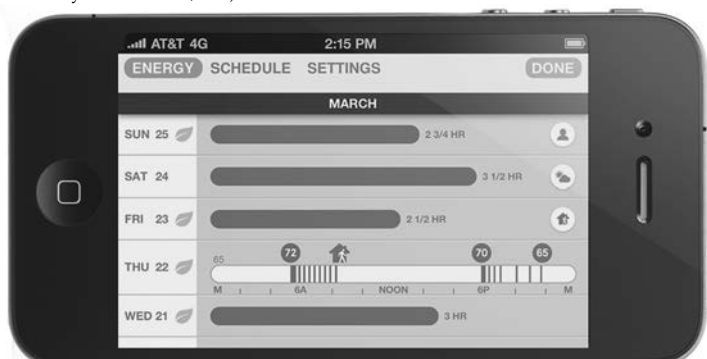 AT&T 4G 2:15 PM
ENERGY SCHEDULE SETTINGS DONE
MARCH
SUN 25 2 3/4 HR
SAT 24 3 1/2 HR
FRI 23 2 1/2 HR
65 72 70 65
THU 22
M 6A NOON 6P M
WED 21 3 HR